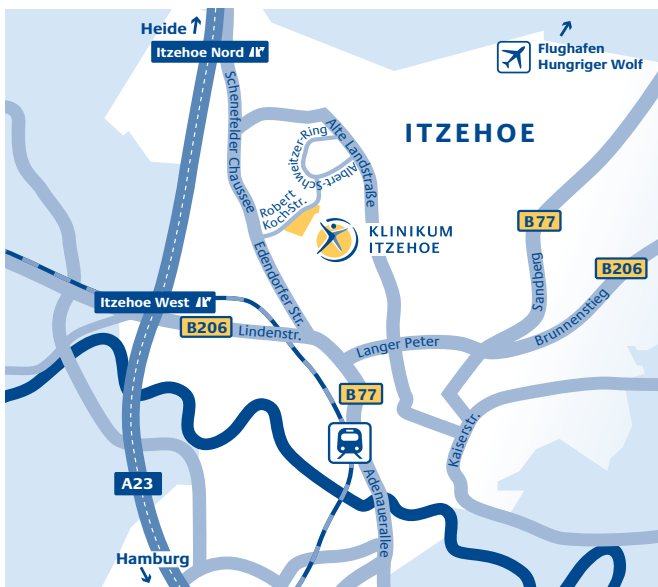 Heide
Itzehoe Nord
Flughafen
Hungriger Wolf
ITZEHOE
Schenefelder Chaussee
Alte Landstraße
Albert-Schweitzer-Ring
Robert
Koch-Str.
KLINIKUM
ITZEHOE
B77
B206
Sandberg
Brunnenstieg
Edendorfer Str.
Itzehoe West
B206
Lindenstr.
Langer Peter
B77
Kaiserstr.
A23
Adenauerallee
Hamburg